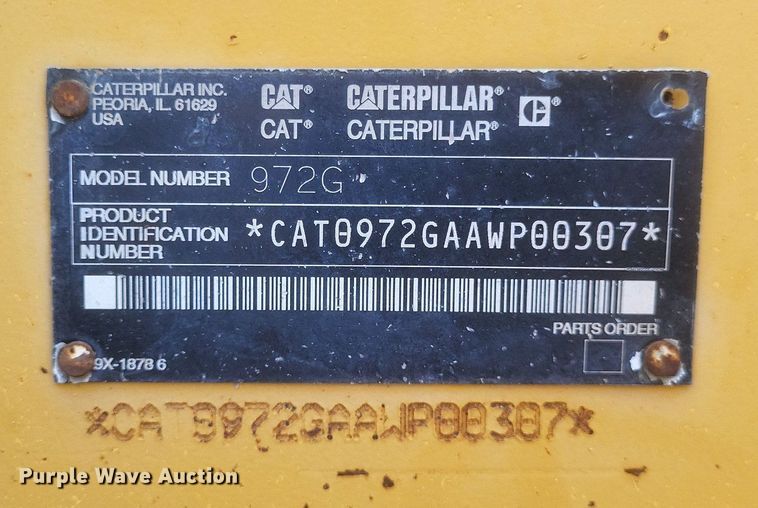 CATERPILLAR INC.
PEORIA, IL 61629
USA
CAT® CATERPILLAR® ®
CAT® CATERPILLAR®
MODEL NUMBER 972G
PRODUCT IDENTIFICATION NUMBER *CAT0972GAAWP00307*
PARTS ORDER
9X-1878 6
*CAT0972GAAWP00307*
Purple Wave Auction